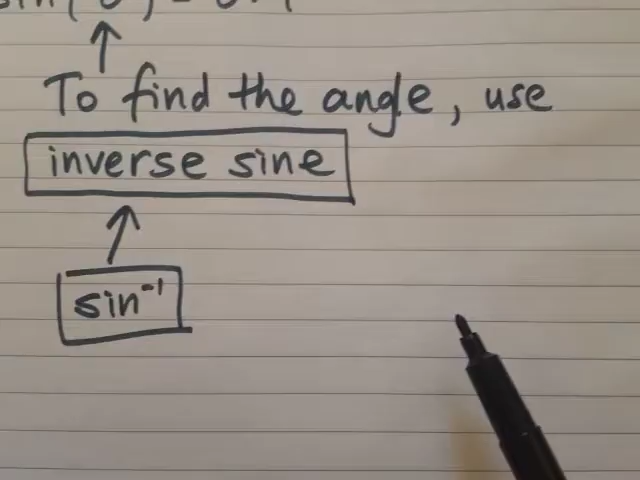 To find the angle, use
inverse sine
sin⁻¹